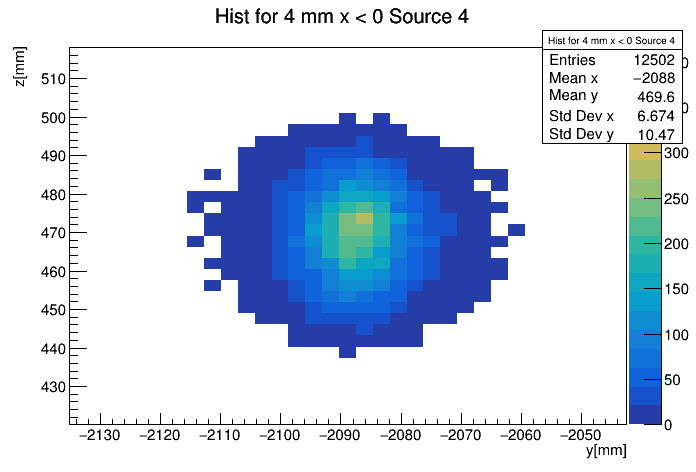 Hist for 4 mm x < 0 Source 4
z[mm]
Hist for 4 mm x < 0 Source 4
Entries 12502
Mean x −2088
Mean y 469.6
Std Dev x 6.674
Std Dev y 10.47
510
500
490
480
470
460
450
440
430
0
0
300
250
200
150
100
50
0
−2130 −2120 −2110 −2100 −2090 −2080 −2070 −2060 −2050
y[mm]